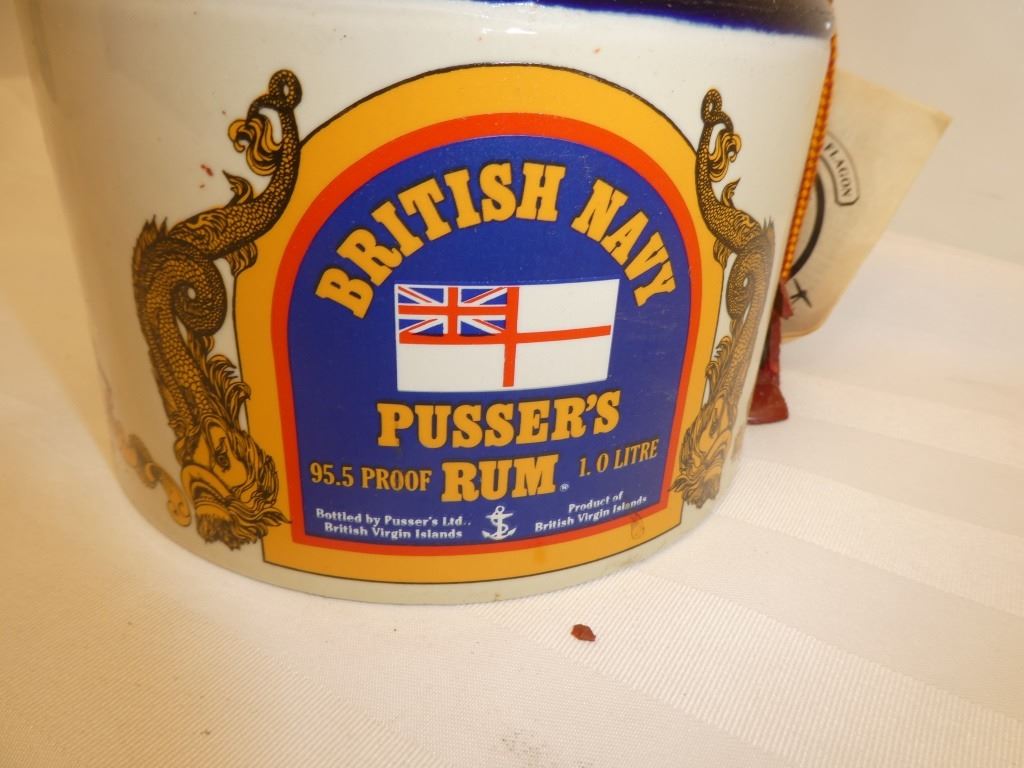 BRITISH NAVY
PUSSER'S
95.5 PROOF RUM® 1.0 LITRE
Bottled by Pusser's Ltd..
British Virgin Islands
Product of
British Virgin Islands
FLAGON